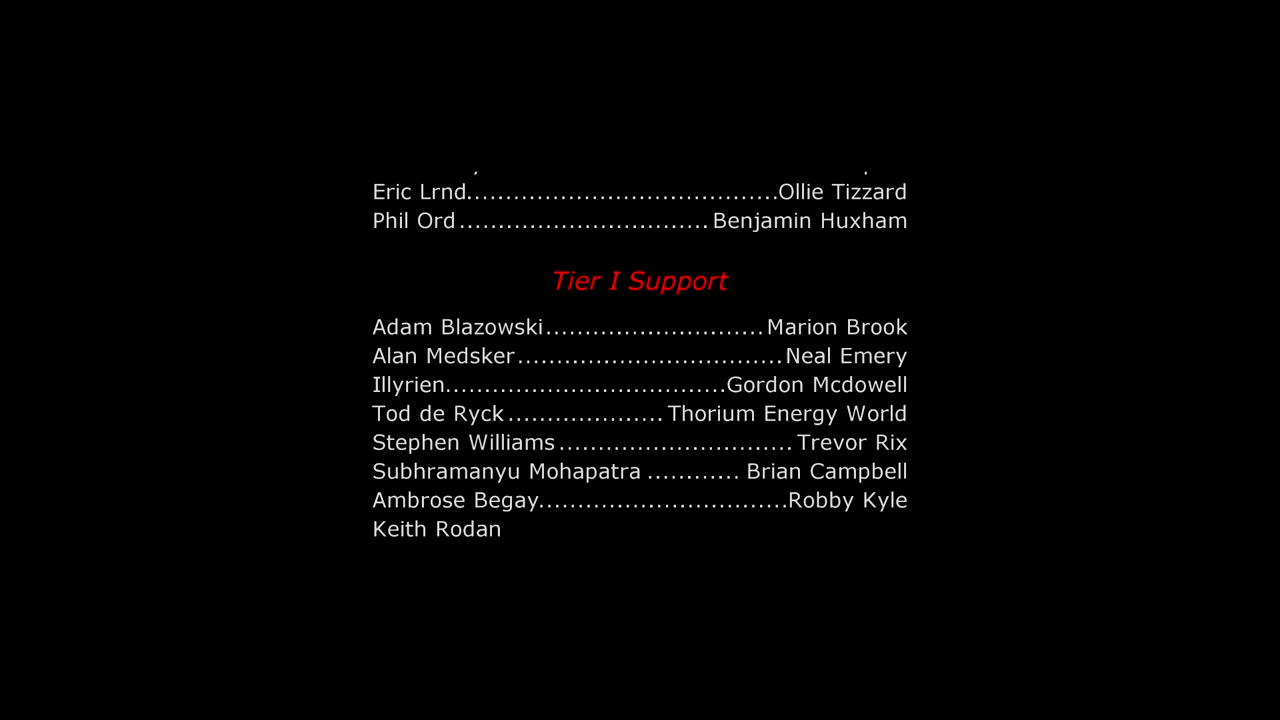 Eric Lrnd........................................Ollie Tizzard
Phil Ord................................Benjamin Huxham
Tier I Support
Adam Blazowski............................Marion Brook
Alan Medsker..................................Neal Emery
Illyrien....................................Gordon Mcdowell
Tod de Ryck....................Thorium Energy World
Stephen Williams..............................Trevor Rix
Subhramanyu Mohapatra............Brian Campbell
Ambrose Begay................................Robby Kyle
Keith Rodan